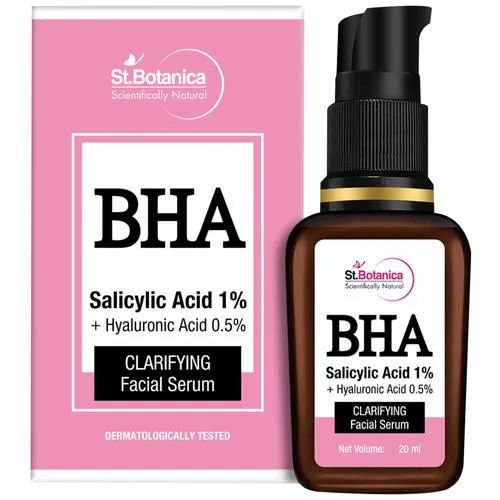 St.Botanica
Scientifically Natural
BHA
Salicylic Acid 1%
+ Hyaluronic Acid 0.5%
CLARIFYING
Facial Serum
DERMATOLOGICALLY TESTED
St.Botanica
Scientifically Natural
BHA
Salicylic Acid 1%
+ Hyaluronic Acid 0.5%
CLARIFYING
Facial Serum
Net Volume: 20 ml